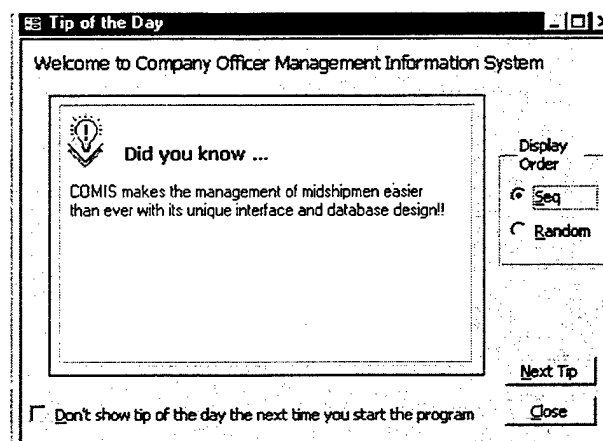 Tip of the Day
Welcome to Company Officer Management Information System
Did you know ...
COMIS makes the management of midshipmen easier
than ever with its unique interface and database design!!
Display
Order
Seq
Random
Next Tip
Don't show tip of the day the next time you start the program
Close